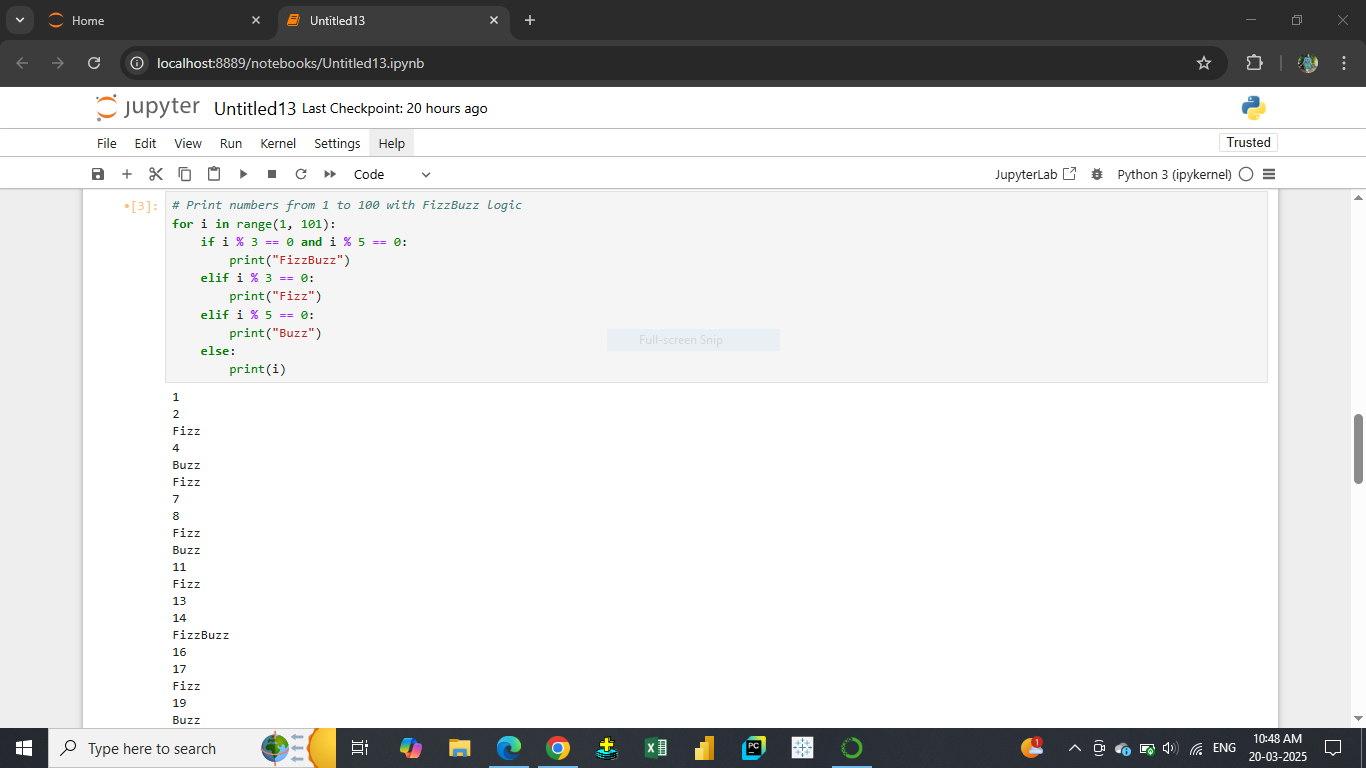 Home
Untitled13
localhost:8889/notebooks/Untitled13.ipynb
jupyter Untitled13 Last Checkpoint: 20 hours ago
File Edit View Run Kernel Settings Help Trusted
Code JupyterLab Python 3 (ipykernel)
•[3]: # Print numbers from 1 to 100 with FizzBuzz logic
for i in range(1, 101):
    if i % 3 == 0 and i % 5 == 0:
        print("FizzBuzz")
    elif i % 3 == 0:
        print("Fizz")
    elif i % 5 == 0:
        print("Buzz")
Full-screen Snip
    else:
        print(i)
1
2
Fizz
4
Buzz
Fizz
7
8
Fizz
Buzz
11
Fizz
13
14
FizzBuzz
16
17
Fizz
19
Buzz
Type here to search
PC
1
ENG
10:48 AM
20-03-2025